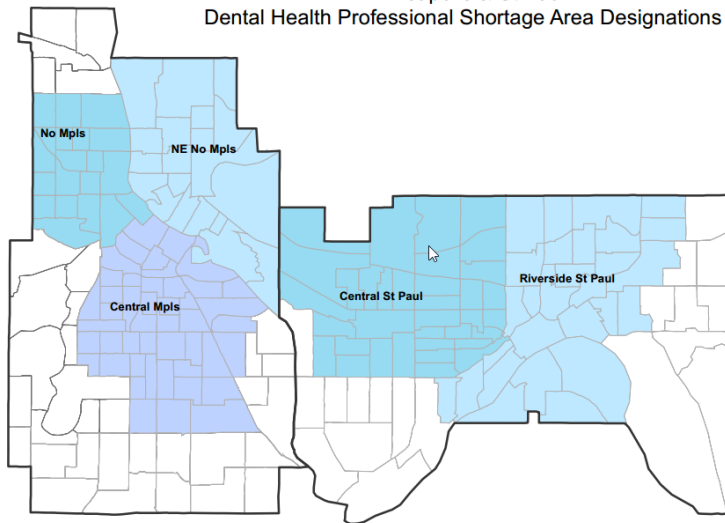 Dental Health Professional Shortage Area Designations
No Mpls
NE No Mpls
Central St Paul
Riverside St Paul
Central Mpls